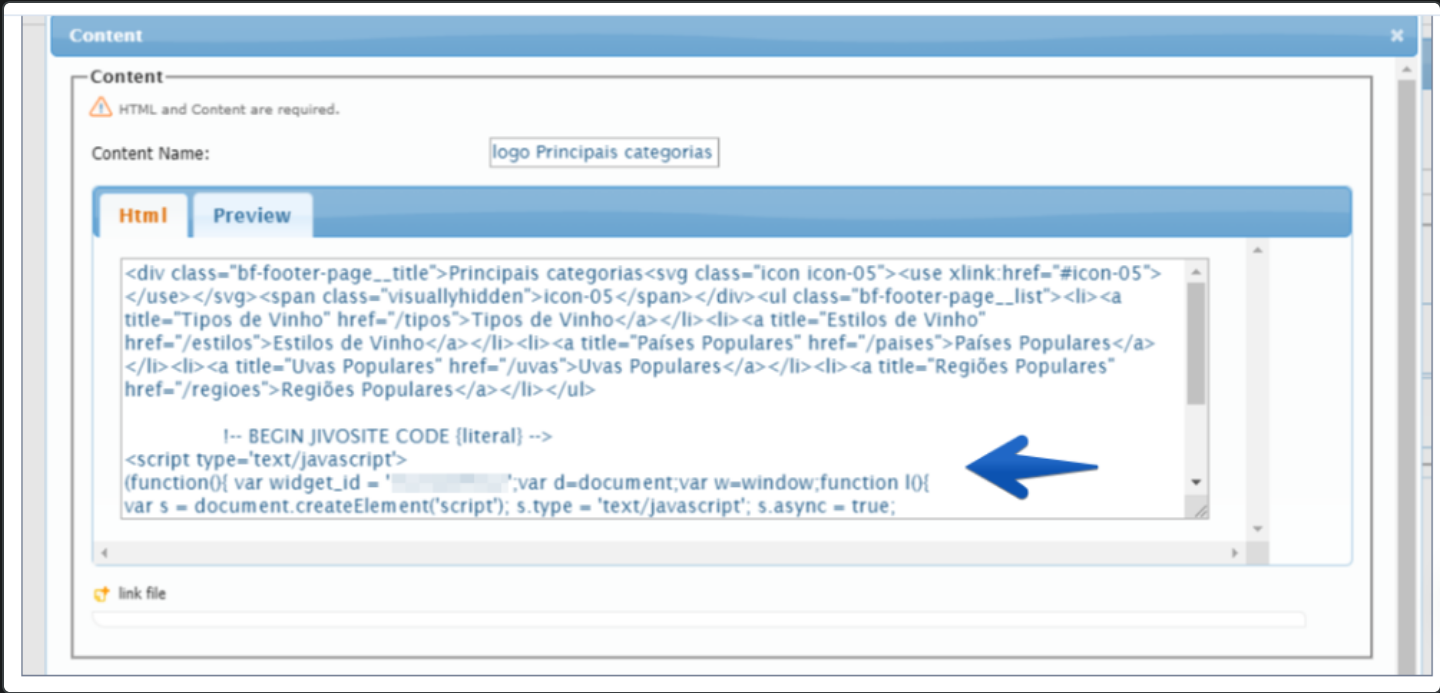 Content
Content
HTML and Content are required.
Content Name:
logo Principais categorias
Html
Preview
<div class="bf-footer-page__title">Principais categorias<svg class="icon icon-05"><use xlink:href="#icon-05">
</use></svg><span class="visuallyhidden">icon-05</span></div><ul class="bf-footer-page__list"><li><a
title="Tipos de Vinho" href="/tipos">Tipos de Vinho</a></li><li><a title="Estilos de Vinho"
href="/estilos">Estilos de Vinho</a></li><li><a title="Países Populares" href="/paises">Países Populares</a>
</li><li><a title="Uvas Populares" href="/uvas">Uvas Populares</a></li><li><a title="Regiões Populares"
href="/regioes">Regiões Populares</a></li></ul>
!-- BEGIN JIVOSITE CODE {literal} -->
<script type='text/javascript'>
(function(){ var widget_id = '';var d=document;var w=window;function l(){
var s = document.createElement('script'); s.type = 'text/javascript'; s.async = true;
link file